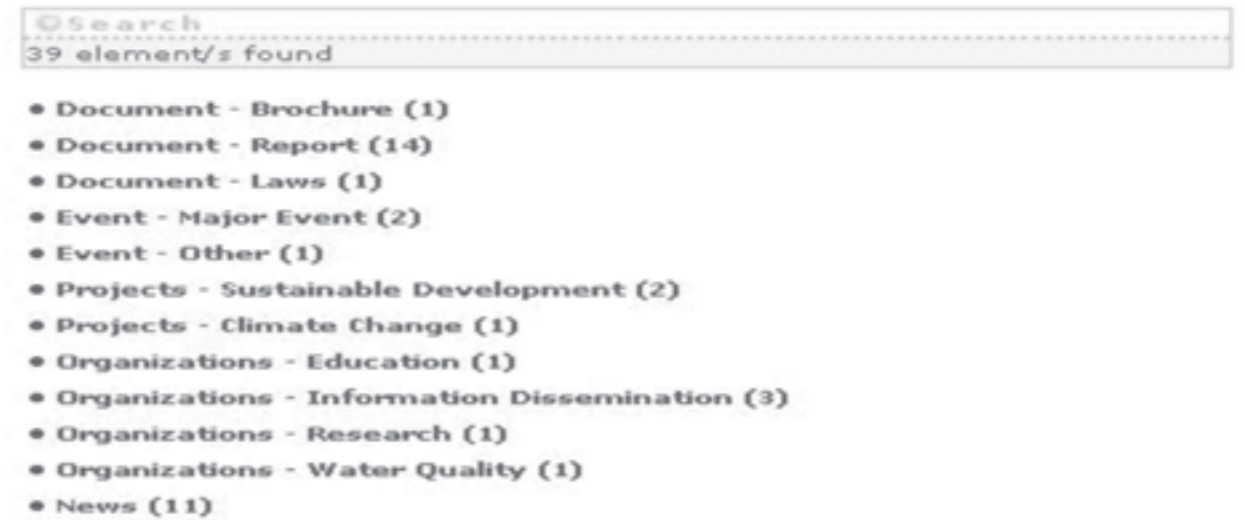 Search
39 element/s found
• Document - Brochure (1)
• Document - Report (14)
• Document - Laws (1)
• Event - Major Event (2)
• Event - Other (1)
• Projects - Sustainable Development (2)
• Projects - Climate Change (1)
• Organizations - Education (1)
• Organizations - Information Dissemination (3)
• Organizations - Research (1)
• Organizations - Water Quality (1)
• News (11)